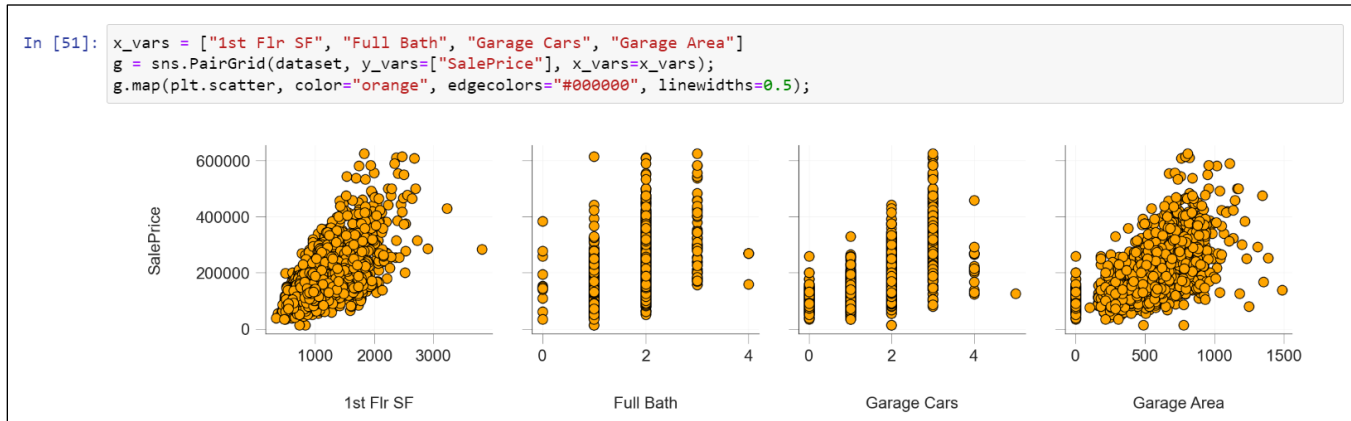 In [51]: x_vars = ["1st Flr SF", "Full Bath", "Garage Cars", "Garage Area"]
g = sns.PairGrid(dataset, y_vars=["SalePrice"], x_vars=x_vars);
g.map(plt.scatter, color="orange", edgecolors="#000000", linewidths=0.5);
SalePrice
600000
400000
200000
0
1000 2000 3000
0 2 4
0 2 4
0 500 1000 1500
1st Flr SF
Full Bath
Garage Cars
Garage Area